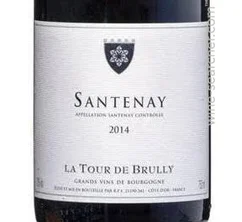 SANTENAY
APPELLATION SANTENAY CONTRÔLÉE
2014
LA TOUR DE BRULLY
GRANDS VINS DE BOURGOGNE